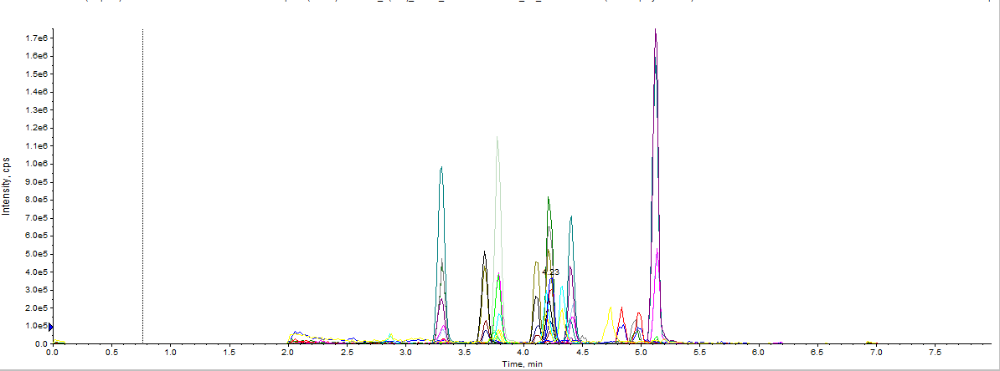 1.7e6
1.6e6
1.5e6
1.4e6
1.3e6
1.2e6
1.1e6
1.0e6
9.0e5
8.0e5
7.0e5
6.0e5
5.0e5
4.0e5
3.0e5
2.0e5
1.0e5
0.0
Intensity, cps
4.23
0.0 0.5 1.0 1.5 2.0 2.5 3.0 3.5 4.0 4.5 5.0 5.5 6.0 6.5 7.0 7.5
Time, min